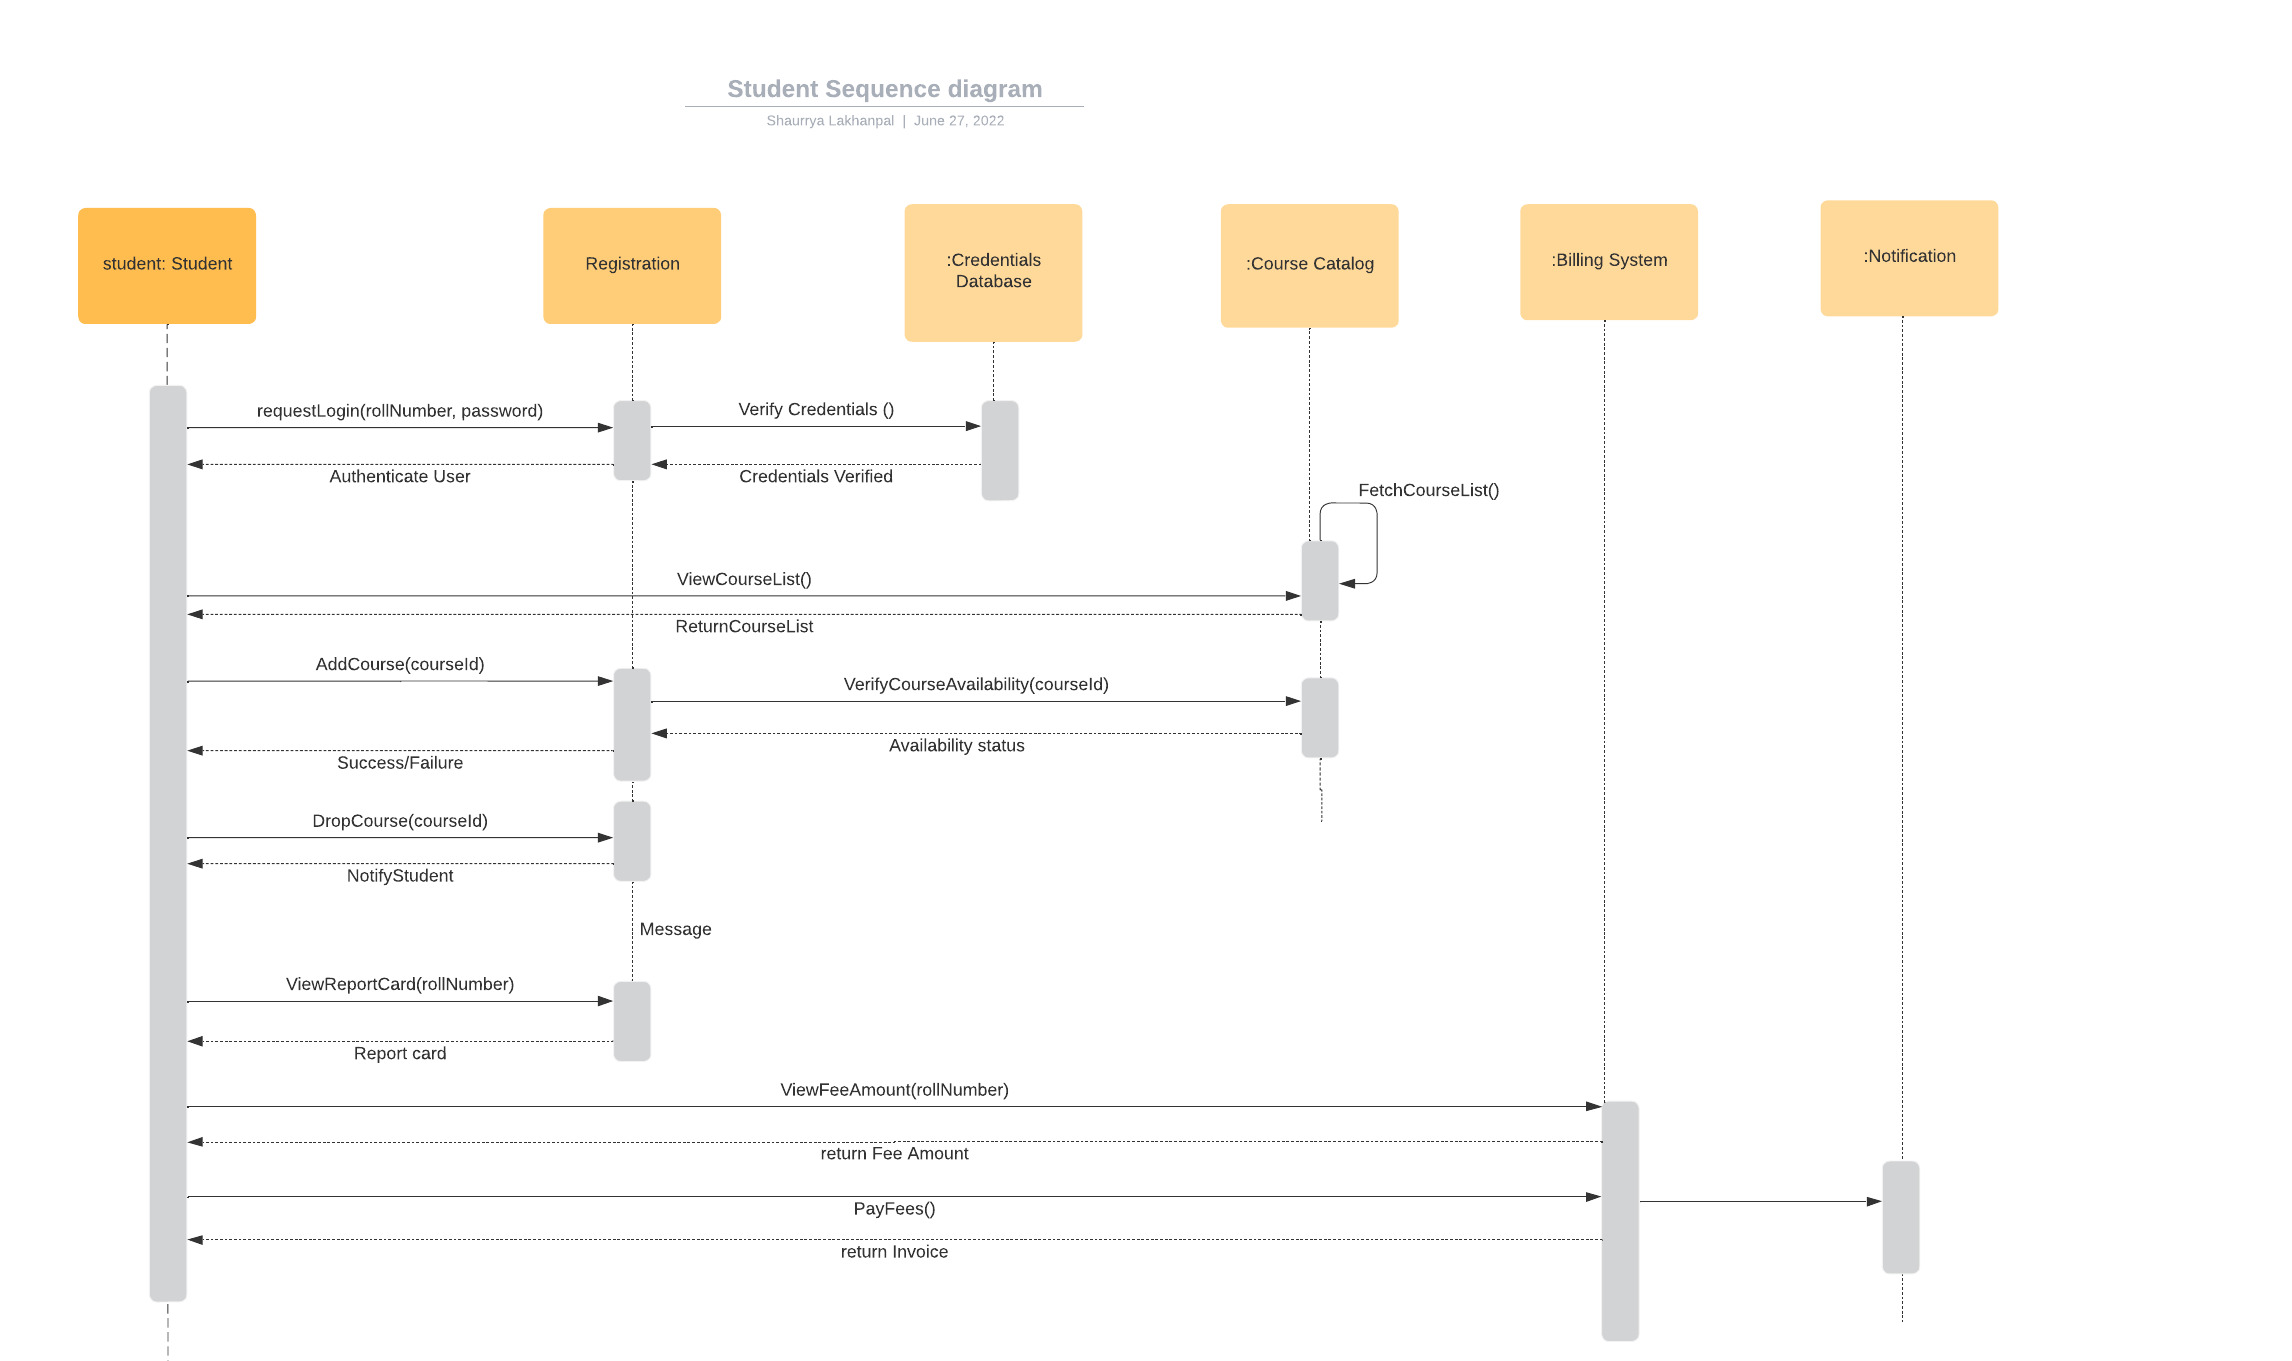 Student Sequence diagram
Shaurrya Lakhanpal | June 27, 2022
student: Student
Registration
:Credentials
Database
:Course Catalog
:Billing System
:Notification
requestLogin(rollNumber, password)
Verify Credentials ()
Authenticate User
Credentials Verified
FetchCourseList()
ViewCourseList()
ReturnCourseList
AddCourse(courseId)
VerifyCourseAvailability(courseId)
Availability status
Success/Failure
DropCourse(courseId)
NotifyStudent
Message
ViewReportCard(rollNumber)
Report card
ViewFeeAmount(rollNumber)
return Fee Amount
PayFees()
return Invoice